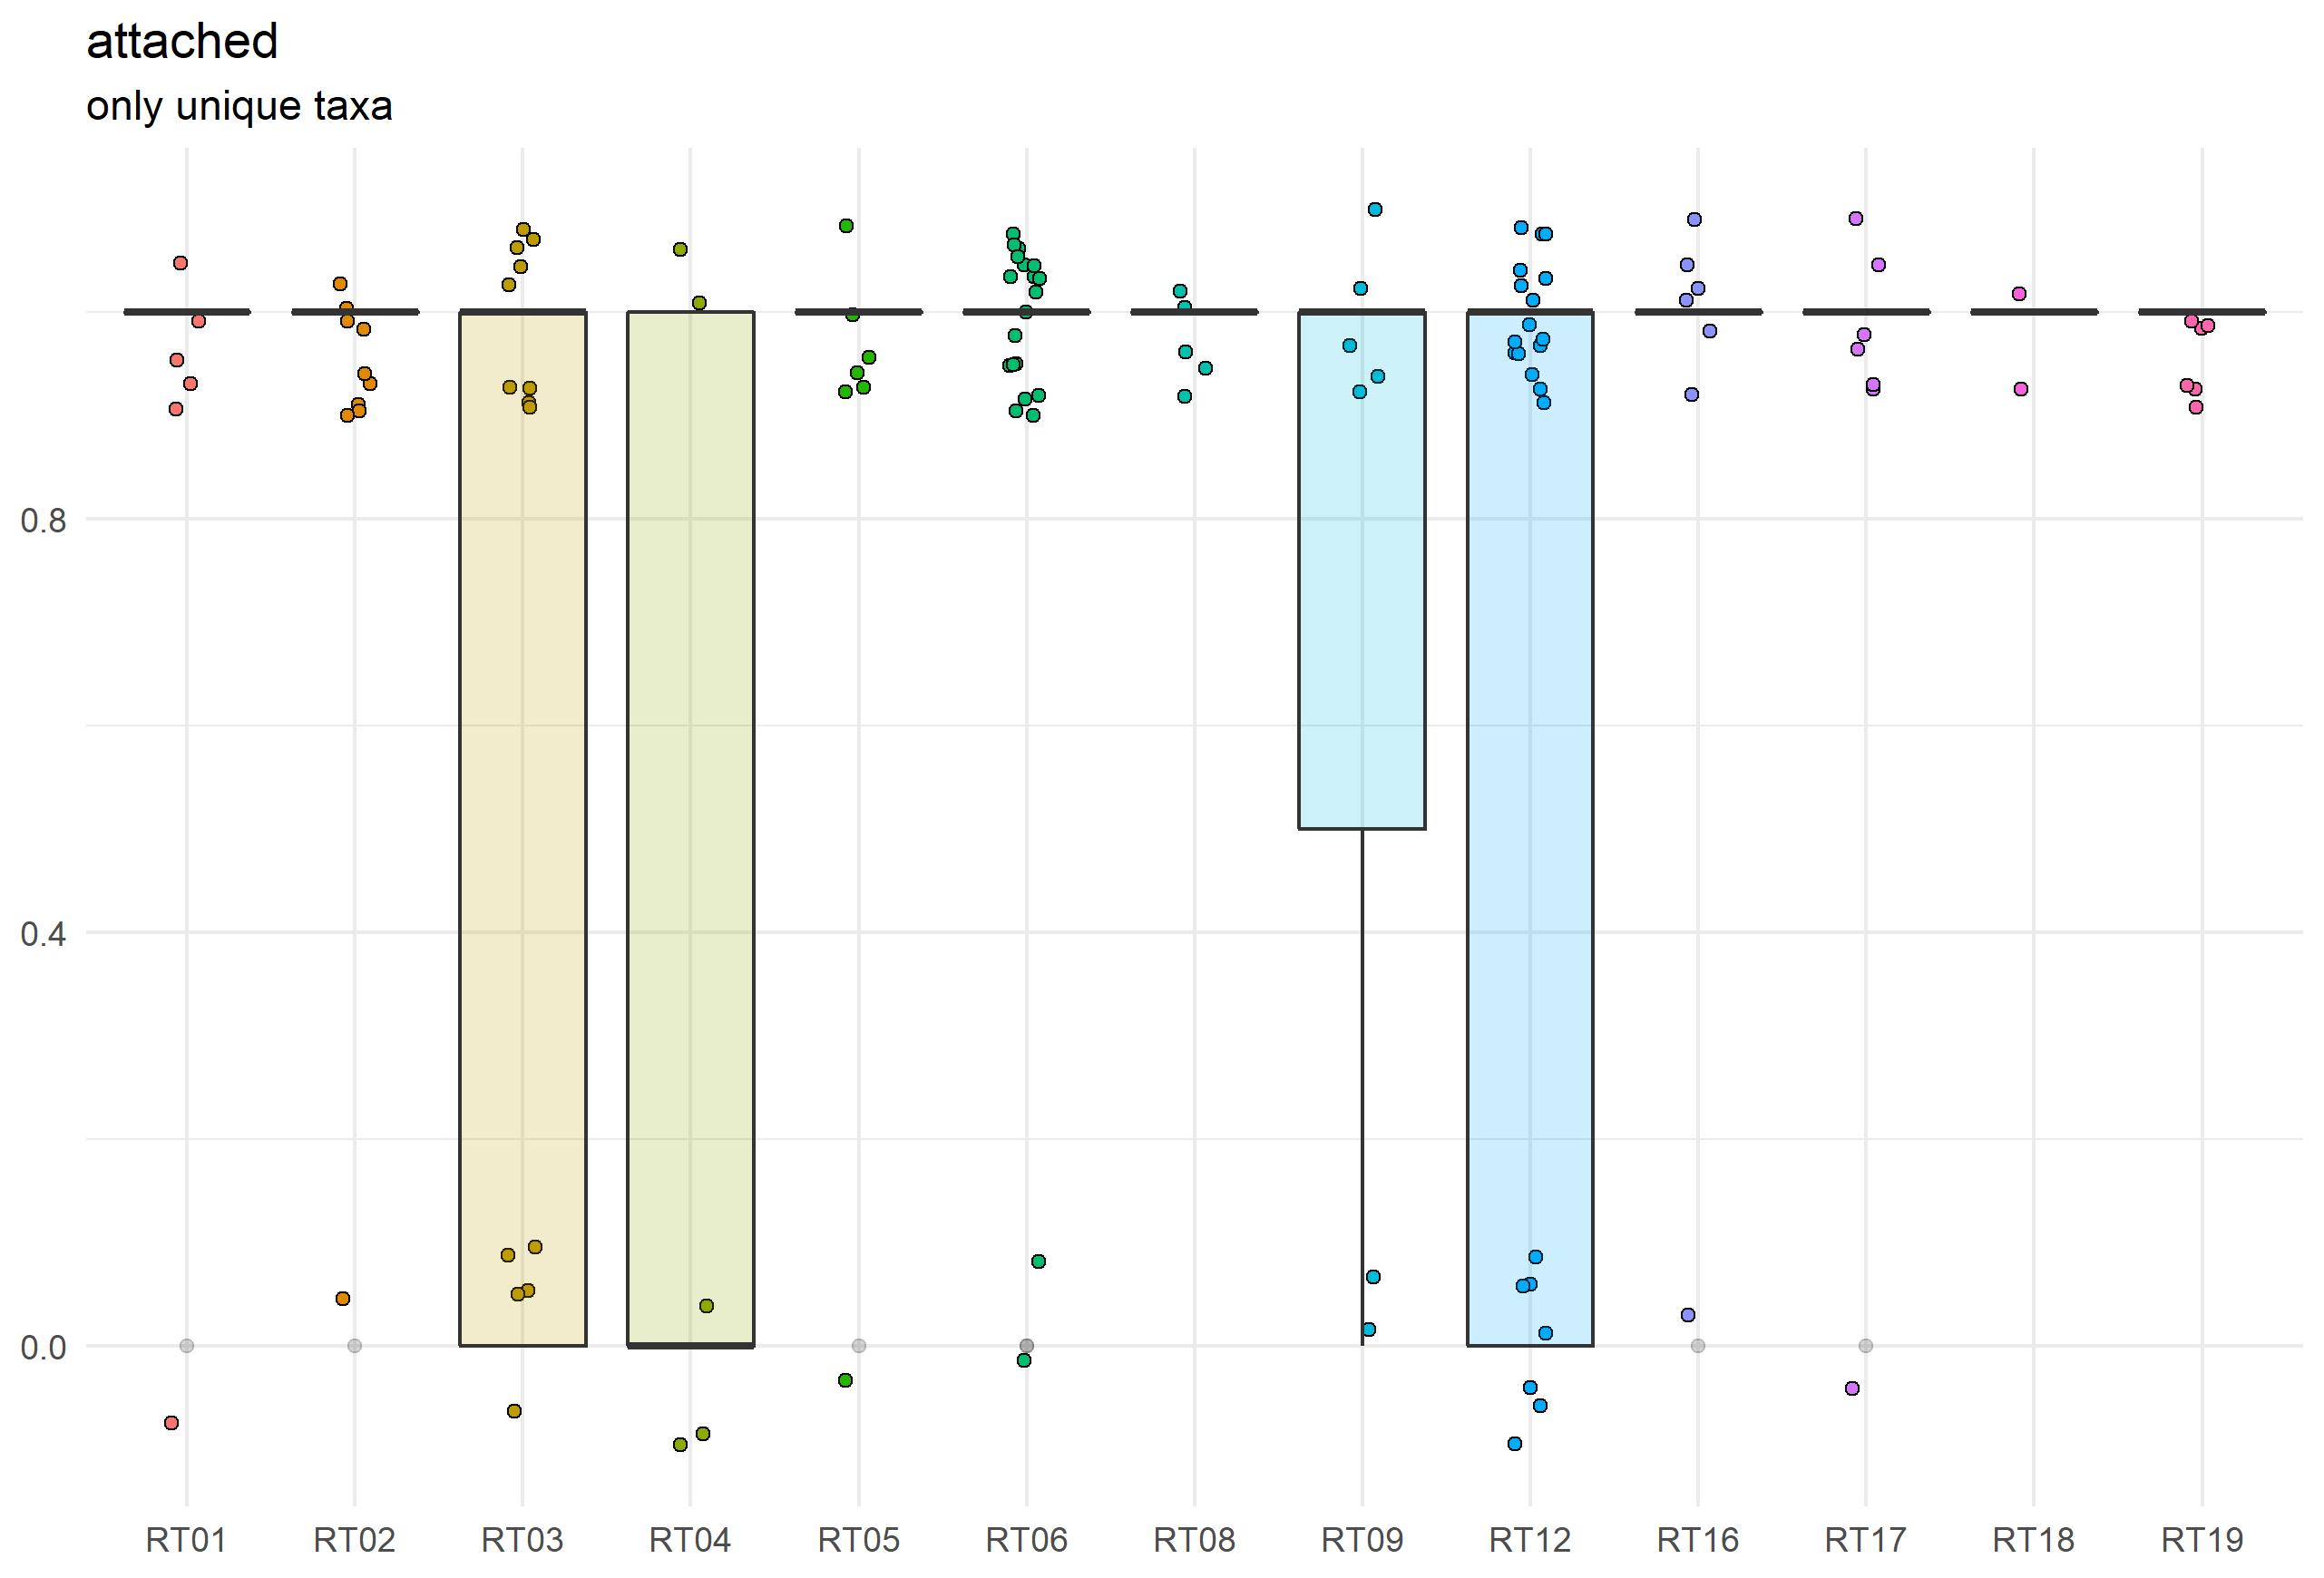 attached
only unique taxa
0.8
0.4
0.0
RT01 RT02 RT03 RT04 RT05 RT06 RT08 RT09 RT12 RT16 RT17 RT18 RT19